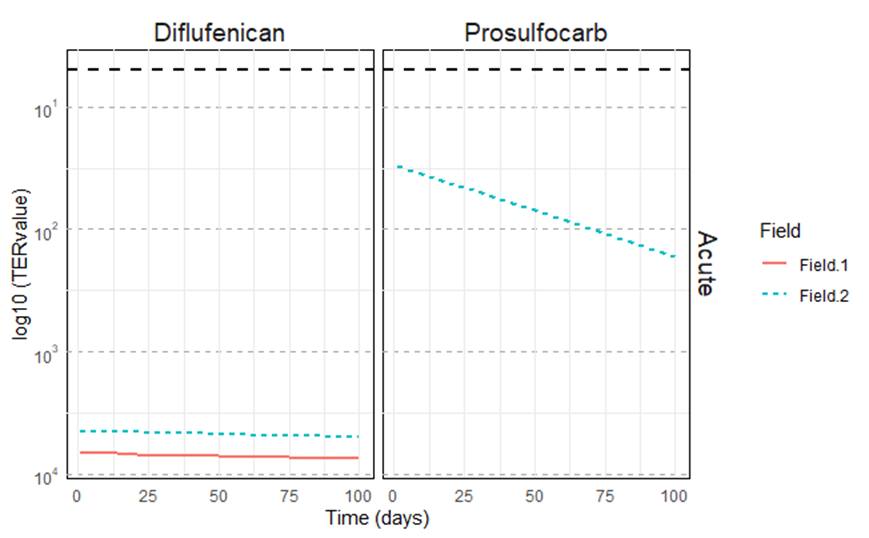 Diflufenican Prosulfocarb
10¹
10²
10³
10⁴
log10 (TERvalue)
0 25 50 75 100 0 25 50 75 100
Time (days)
Acute
Field
Field.1
Field.2